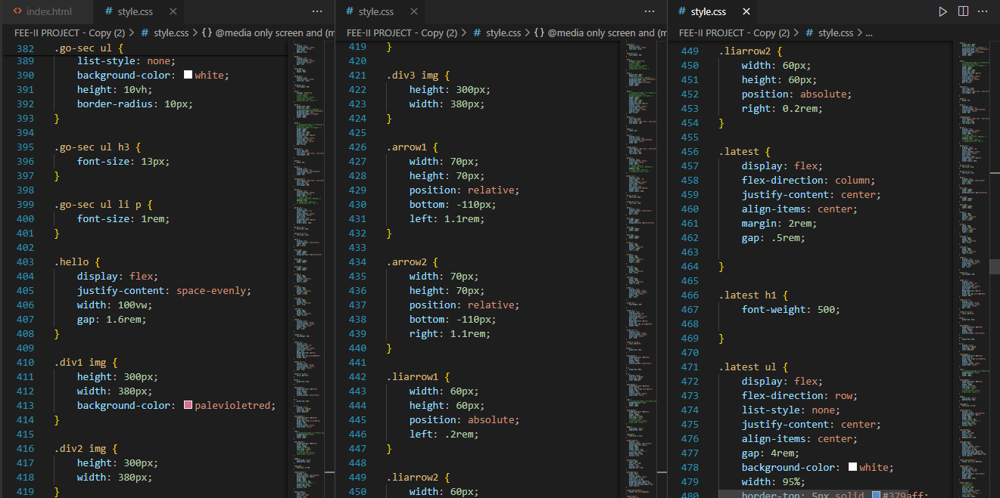 index.html
# style.css
FEE-II PROJECT - Copy (2) > # style.css > {} @media only screen and (m
382 .go-sec ul {
389 list-style: none;
390 background-color: white;
391 height: 10vh;
392 border-radius: 10px;
393 }
394
395 .go-sec ul h3 {
396 font-size: 13px;
397 }
398
399 .go-sec ul li p {
400 font-size: 1rem;
401 }
402
403 .hello {
404 display: flex;
405 justify-content: space-evenly;
406 width: 100vw;
407 gap: 1.6rem;
408 }
409
410 .div1 img {
411 height: 300px;
412 width: 380px;
413 background-color: palevioletred;
414 }
415
416 .div2 img {
417 height: 300px;
418 width: 380px;
419 }
# style.css
FEE-II PROJECT - Copy (2) > # style.css > {} @media only screen and (m
419 }
420
421 .div3 img {
422 height: 300px;
423 width: 380px;
424 }
425
426 .arrow1 {
427 width: 70px;
428 height: 70px;
429 position: relative;
430 bottom: -110px;
431 left: 1.1rem;
432 }
433
434 .arrow2 {
435 width: 70px;
436 height: 70px;
437 position: relative;
438 bottom: -110px;
439 right: 1.1rem;
440 }
441
442 .liarrow1 {
443 width: 60px;
444 height: 60px;
445 position: absolute;
446 left: .2rem;
447 }
448
449 .liarrow2 {
450 width: 60px;
# style.css
FEE-II PROJECT - Copy (2) > # style.css > ...
449 .liarrow2 {
450 width: 60px;
451 height: 60px;
452 position: absolute;
453 right: 0.2rem;
454 }
455
456 .latest {
457 display: flex;
458 flex-direction: column;
459 justify-content: center;
460 align-items: center;
461 margin: 2rem;
462 gap: .5rem;
463
464 }
465
466 .latest h1 {
467 font-weight: 500;
468
469 }
470
471 .latest ul {
472 display: flex;
473 flex-direction: row;
474 list-style: none;
475 justify-content: center;
476 align-items: center;
477 gap: 4rem;
478 background-color: white;
479 width: 95%;
480 border-top: 5px solid #379aff;